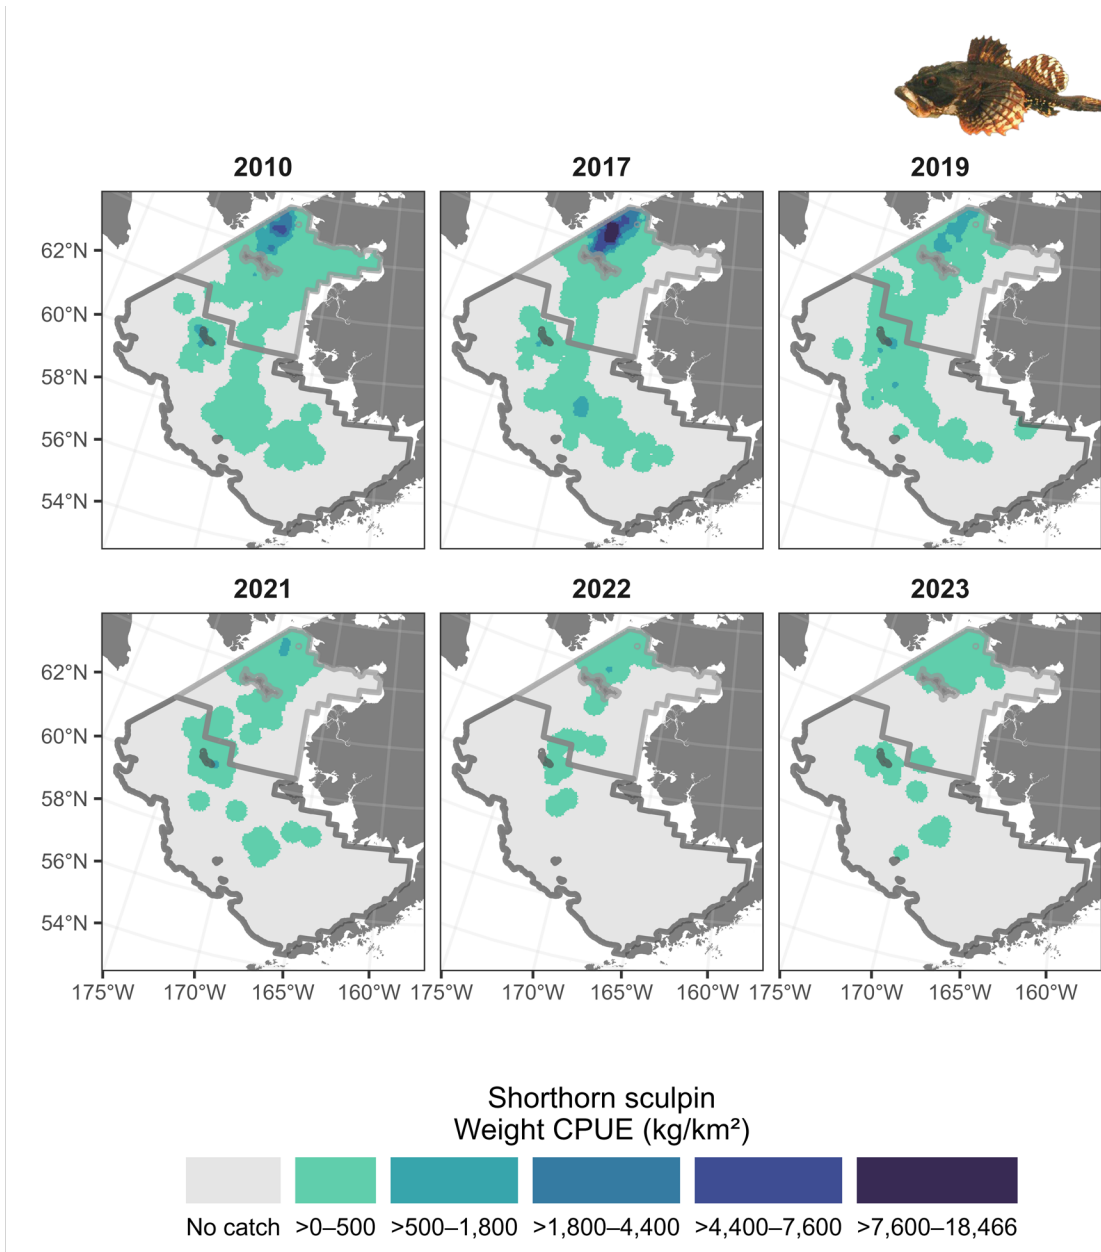 2010 2017 2019
62°N
60°N
58°N
56°N
54°N
2021 2022 2023
62°N
60°N
58°N
56°N
54°N
175°W 170°W 165°W 160°W 175°W 170°W 165°W 160°W 175°W 170°W 165°W 160°W
Shorthorn sculpin
Weight CPUE (kg/km²)
No catch >0–500 >500–1,800 >1,800–4,400 >4,400–7,600 >7,600–18,466